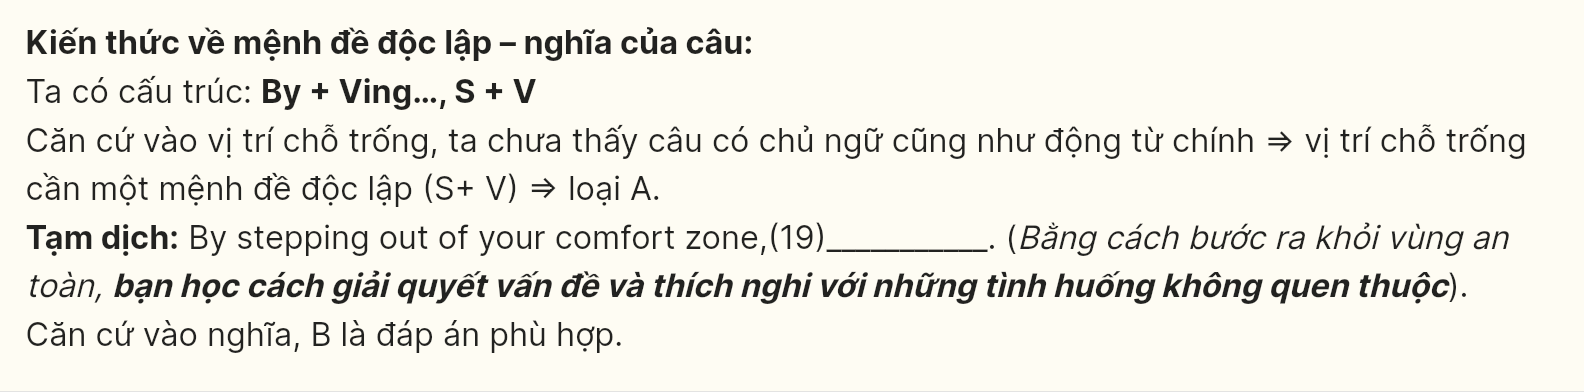 Kiến thức về mệnh đề độc lập – nghĩa của câu:
Ta có cấu trúc: By + Ving..., S + V
Căn cứ vào vị trí chỗ trống, ta chưa thấy câu có chủ ngữ cũng như động từ chính ⇒ vị trí chỗ trống
cần một mệnh đề độc lập (S+ V) ⇒ loại A.
Tạm dịch: By stepping out of your comfort zone,(19)___________. (Bằng cách bước ra khỏi vùng an
toàn, bạn học cách giải quyết vấn đề và thích nghi với những tình huống không quen thuộc).
Căn cứ vào nghĩa, B là đáp án phù hợp.